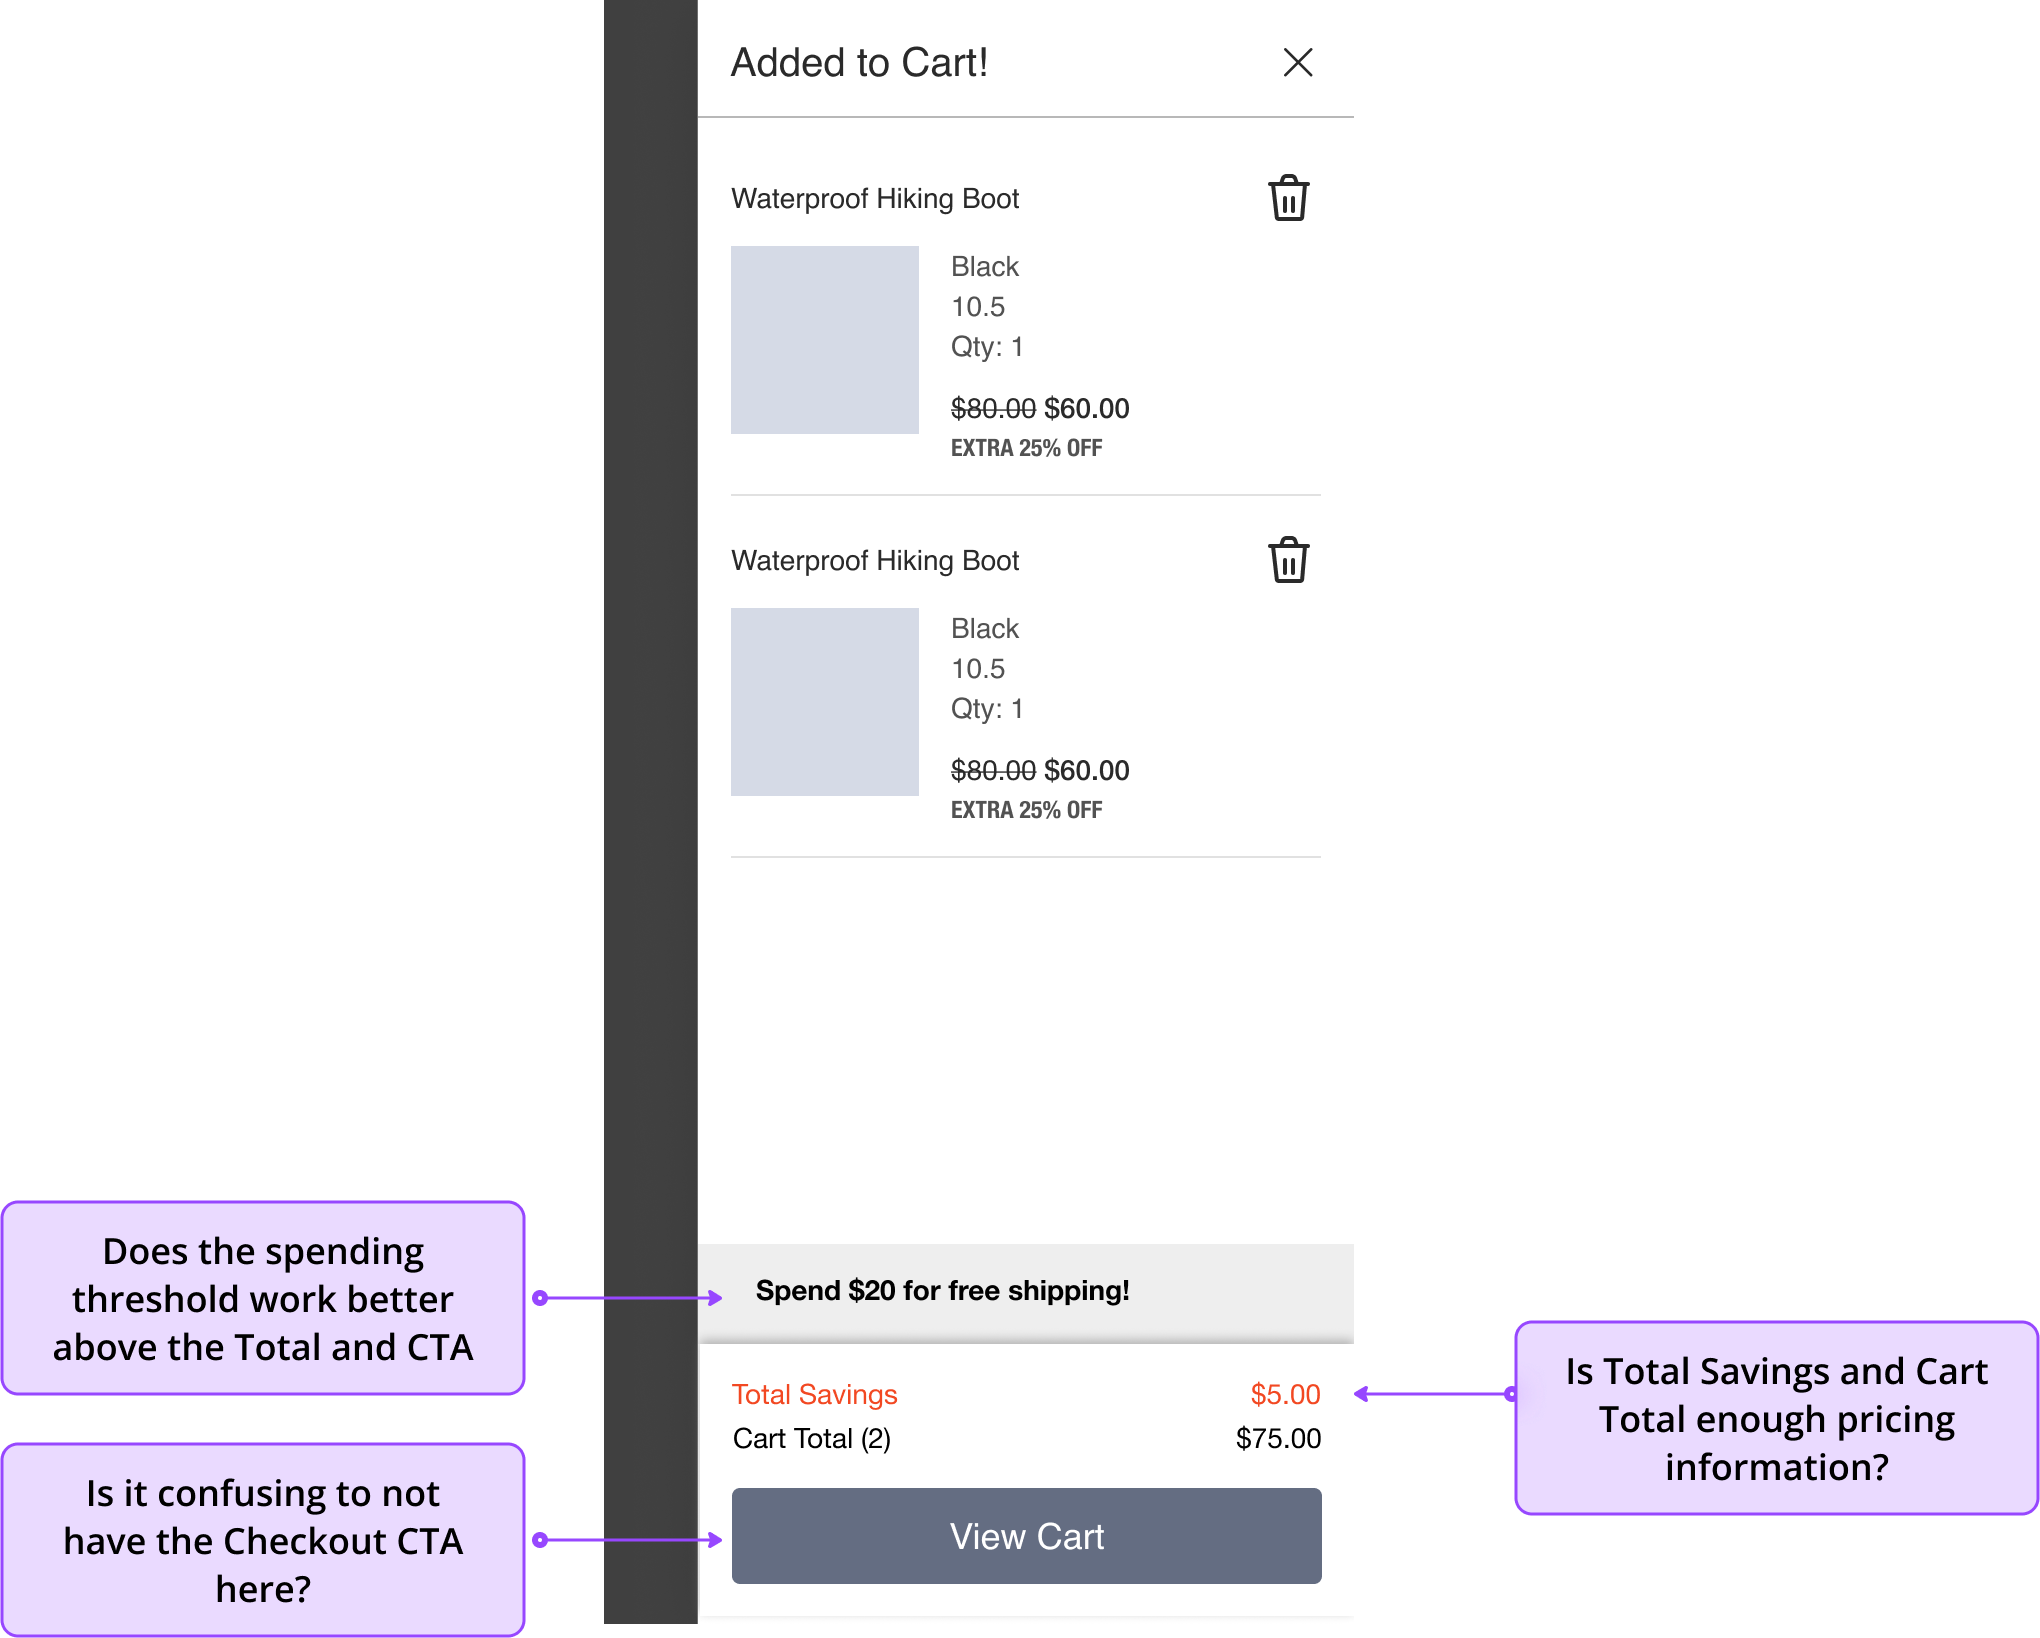 Added to Cart!
Waterproof Hiking Boot
Black
10.5
Qty: 1
$80.00 $60.00
EXTRA 25% OFF
Waterproof Hiking Boot
Black
10.5
Qty: 1
$80.00 $60.00
EXTRA 25% OFF
Does the spending
threshold work better
above the Total and CTA
Spend $20 for free shipping!
Total Savings $5.00
Cart Total (2) $75.00
Is Total Savings and Cart
Total enough pricing
information?
Is it confusing to not
have the Checkout CTA
here?
View Cart